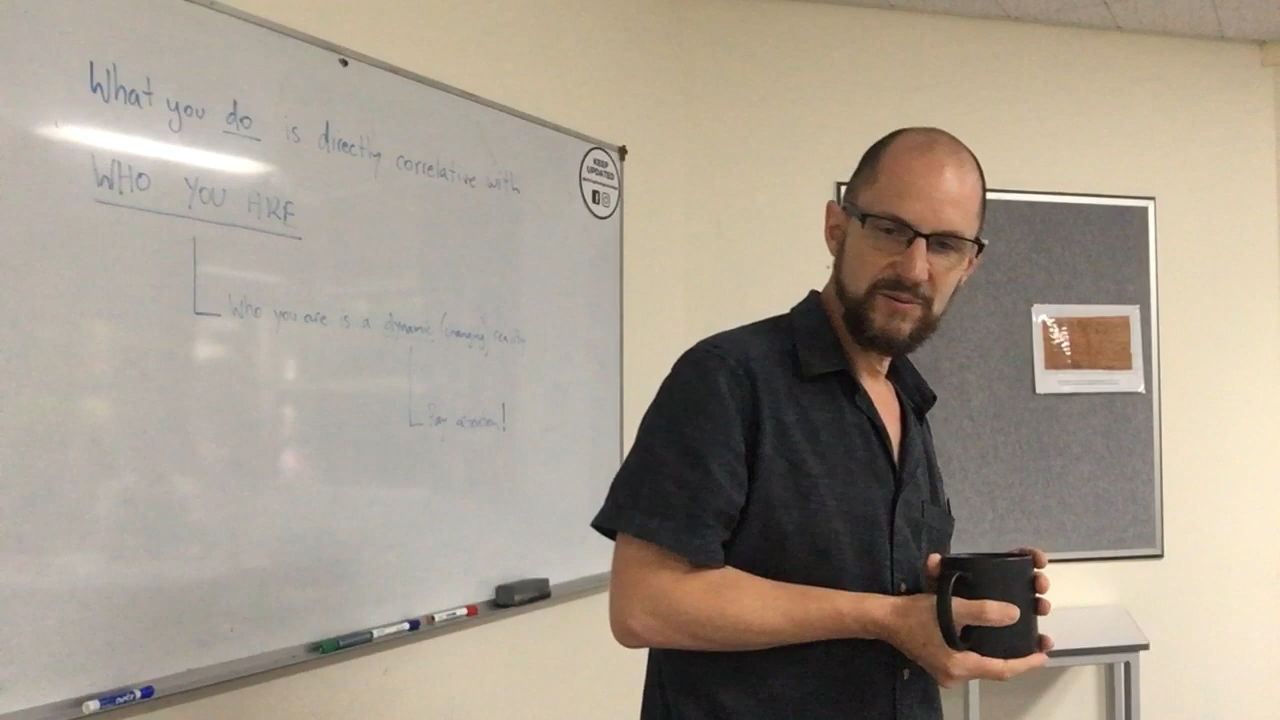 What you do is directly correlative with
WHO YOU ARE
Who you are is a dynamic (changing) reality
Pay attention!
KEEP
UPDATED